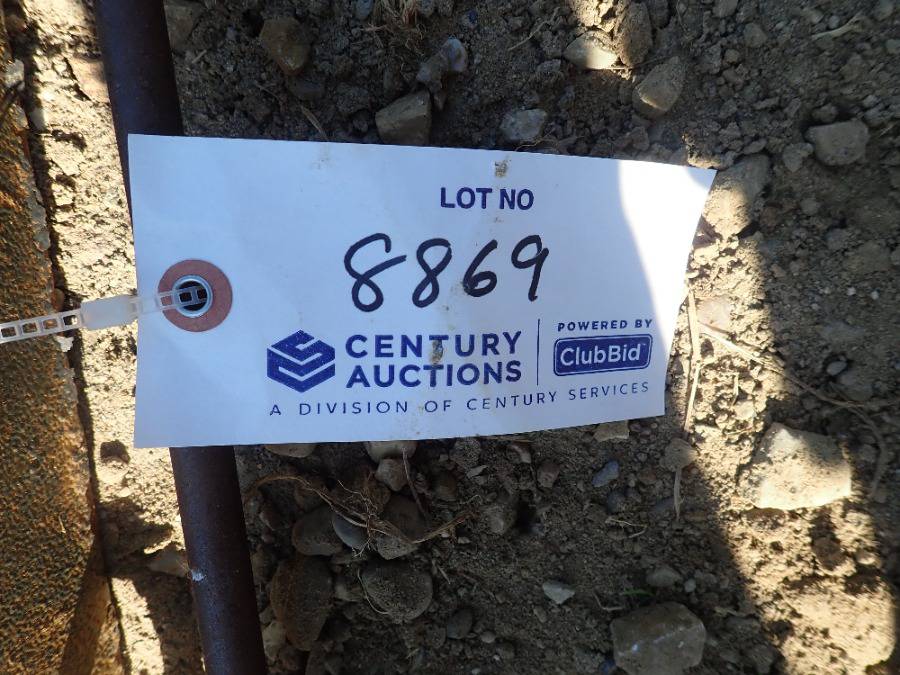 LOT NO
8869
CENTURY
AUCTIONS
POWERED BY
ClubBid
A DIVISION OF CENTURY SERVICES